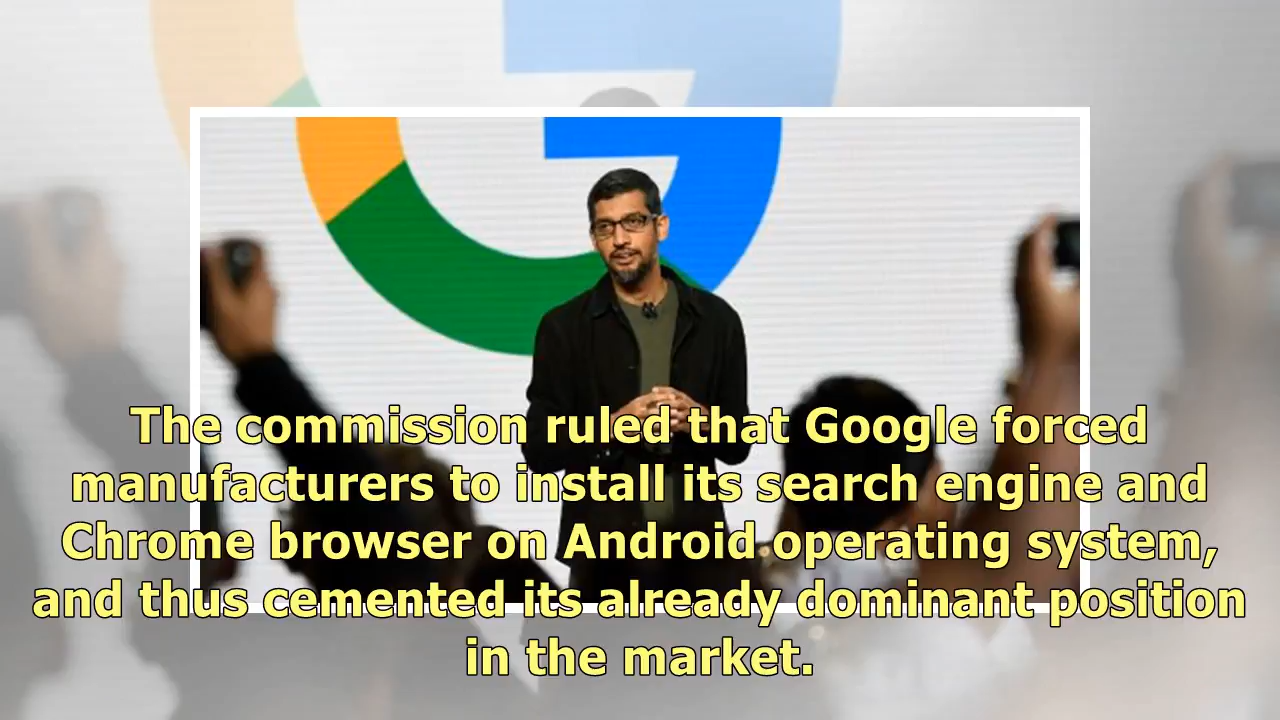 The commission ruled that Google forced
manufacturers to install its search engine and
Chrome browser on Android operating system,
and thus cemented its already dominant position
in the market.